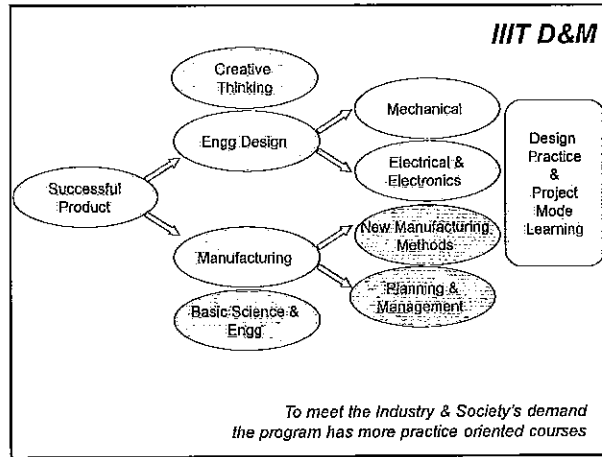 IIIT D&M
Creative
Thinking
Engg Design
Mechanical
Electrical &
Electronics
Successful
Product
New Manufacturing
Methods
Manufacturing
Planning &
Management
Basic Science &
Engg
Design
Practice
&
Project
Mode
Learning
To meet the Industry & Society's demand
the program has more practice oriented courses